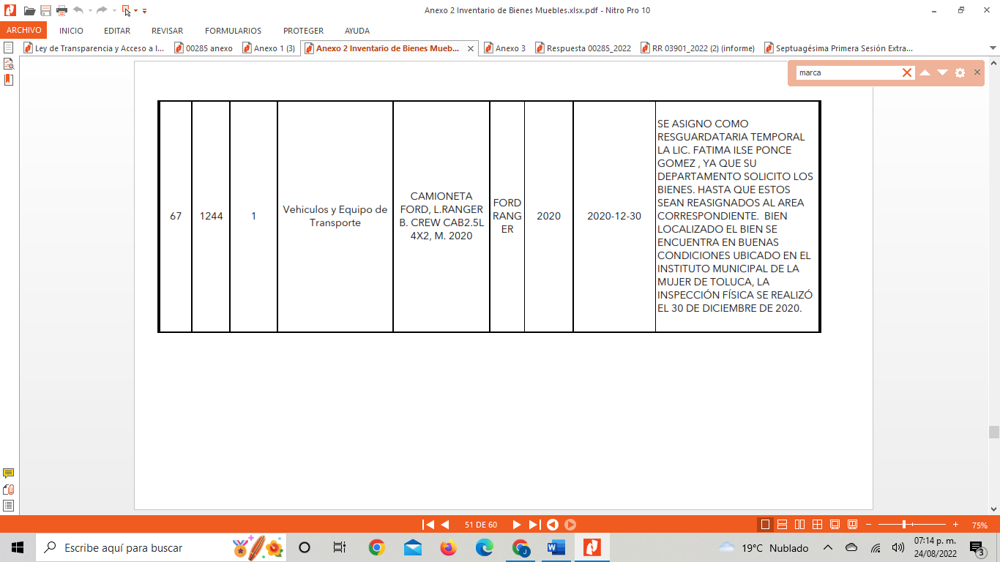 Anexo 2 Inventario de Bienes Muebles.xlsx.pdf - Nitro Pro 10
ARCHIVO INICIO EDITAR REVISAR FORMULARIOS PROTEGER AYUDA
Ley de Transparencia y Acceso a l... 00285 anexo Anexo 1 (3) Anexo 2 Inventario de Bienes Mueb... Anexo 3 Respuesta 00285_2022 RR 03901_2022 (2) (informe) Septuagésima Primera Sesión Extra...
marca
67
1244
1
Vehiculos y Equipo de
Transporte
CAMIONETA
FORD, L.RANGER
B. CREW CAB2.5L
4X2, M. 2020
FORD
RANG
ER
2020
2020-12-30
SE ASIGNO COMO
RESGUARDATARIA TEMPORAL
LA LIC. FATIMA ILSE PONCE
GOMEZ , YA QUE SU
DEPARTAMENTO SOLICITO LOS
BIENES. HASTA QUE ESTOS
SEAN REASIGNADOS AL AREA
CORRESPONDIENTE.  BIEN
LOCALIZADO EL BIEN SE
ENCUENTRA EN BUENAS
CONDICIONES UBICADO EN EL
INSTITUTO MUNICIPAL DE LA
MUJER DE TOLUCA, LA
INSPECCIÓN FÍSICA SE REALIZÓ
EL 30 DE DICIEMBRE DE 2020.
51 DE 60
75%
Escribe aquí para buscar
J
W
19°C Nublado
07:14 p. m.
24/08/2022
3